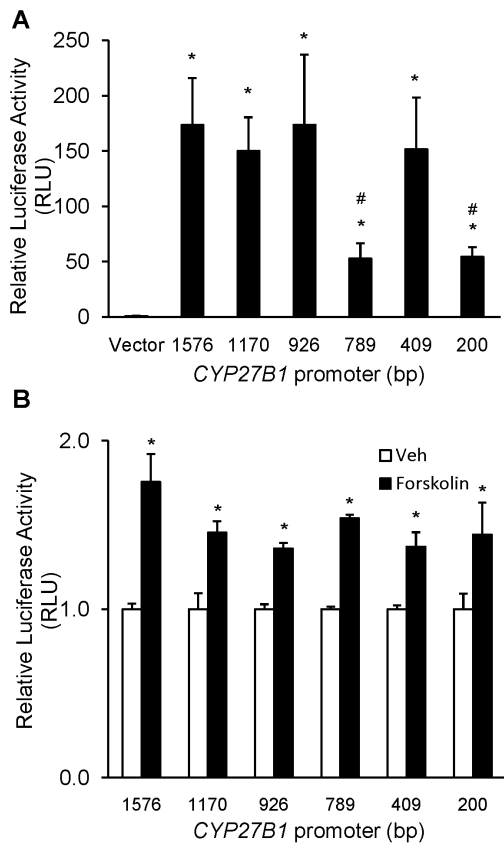 A
Relative Luciferase Activity
(RLU)
250
200
150
100
50
0
*
*
*
#
*
*
#
*
Vector 1576 1170 926 789 409 200
CYP27B1 promoter (bp)
B
Relative Luciferase Activity
(RLU)
2.0
1.0
0.0
Veh
Forskolin
*
*
*
*
*
*
1576 1170 926 789 409 200
CYP27B1 promoter (bp)